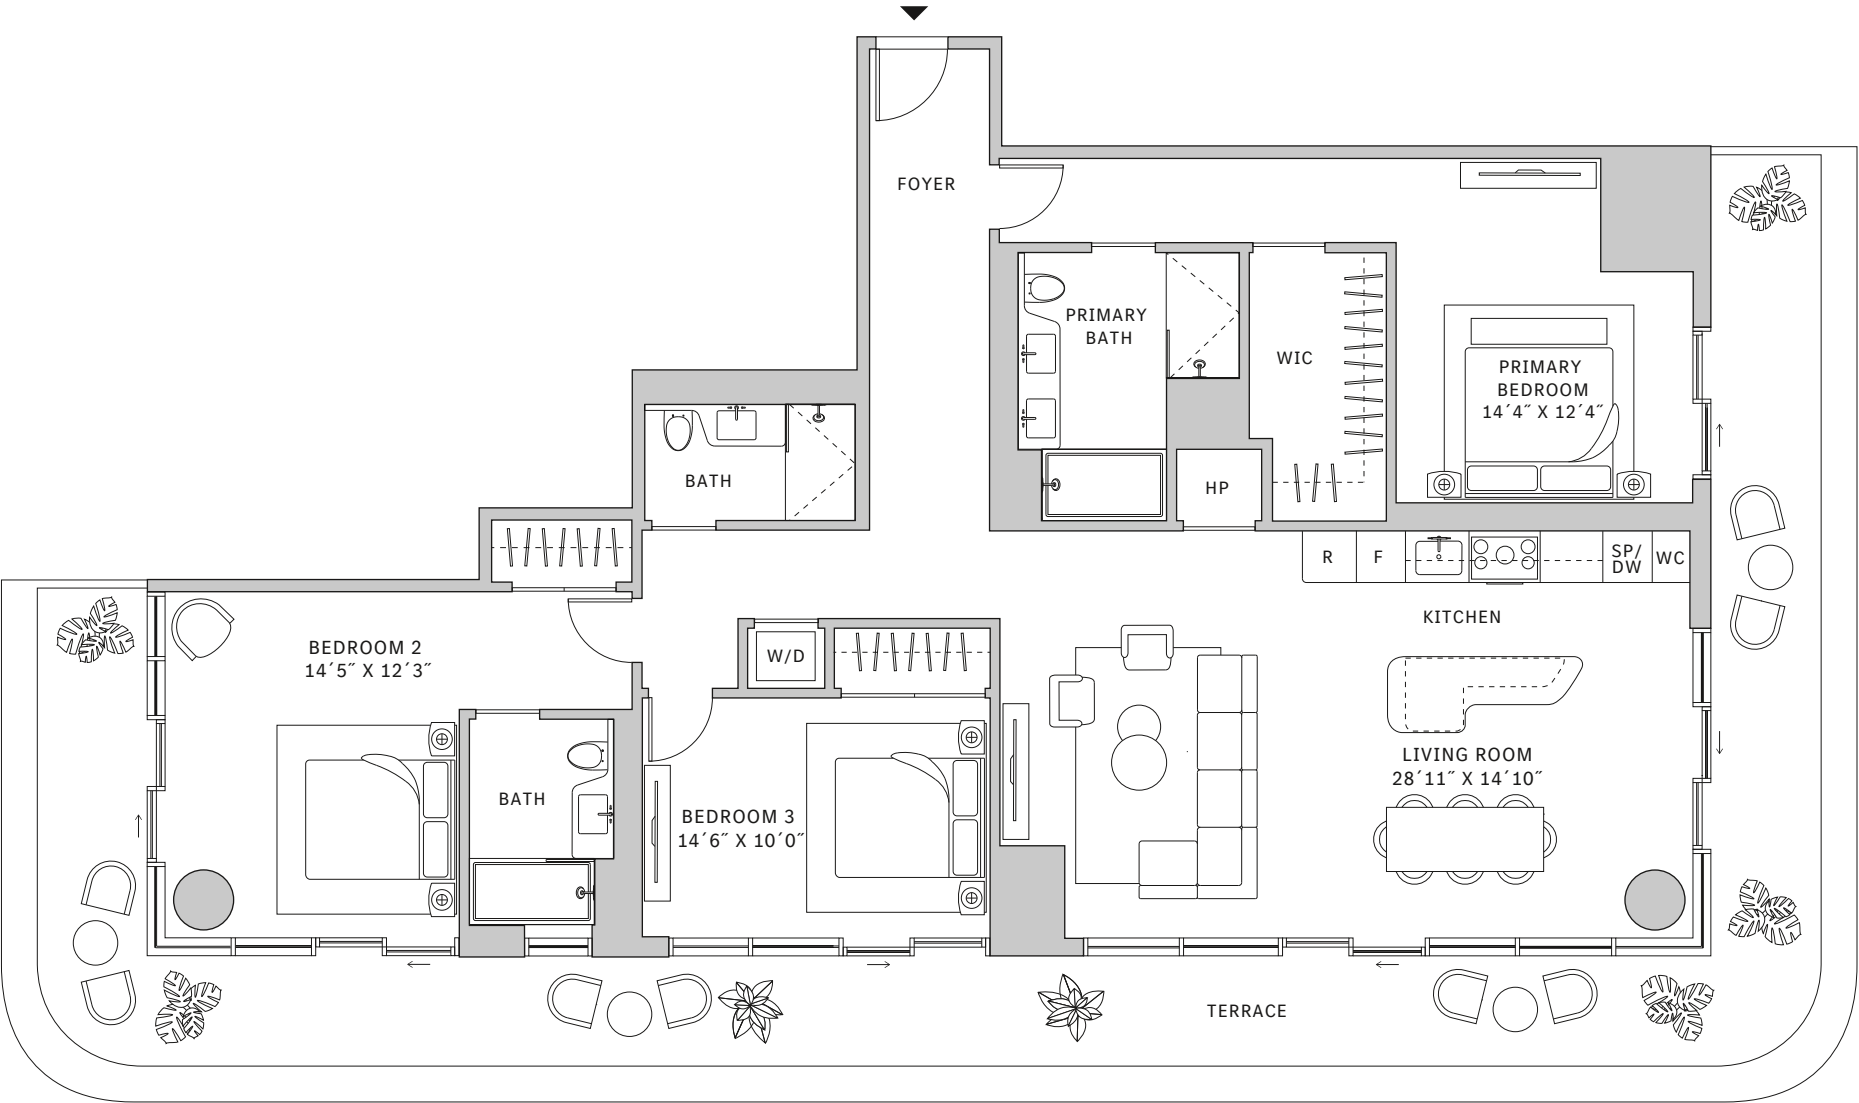 FOYER
PRIMARY
BATH
WIC
PRIMARY
BEDROOM
14´4˝ X 12´4˝
BATH
HP
R
F
SP/
DW
WC
KITCHEN
BEDROOM 2
14´5˝ X 12´3˝
W/D
LIVING ROOM
28´11˝ X 14´10˝
BATH
BEDROOM 3
14´6˝ X 10´0˝
TERRACE